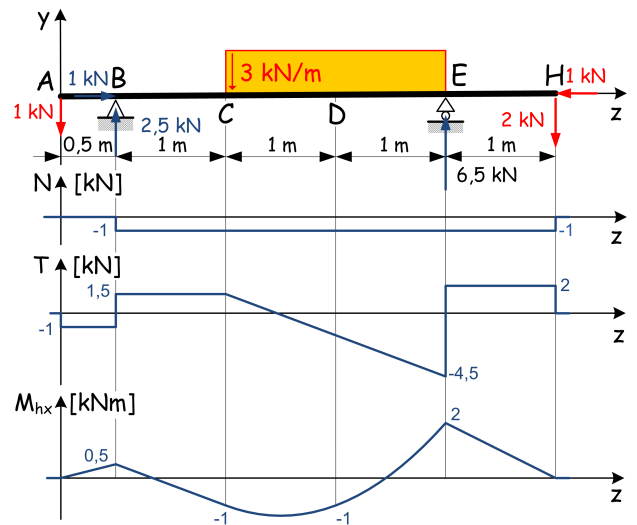 y
A 1 kN B 3 kN/m E H 1 kN
z
1 kN 2,5 kN C D 2 kN
0,5 m 1 m 1 m 1 m 1 m
6,5 kN
N [kN]
-1 -1
z
T [kN]
1,5 2
-1
z
-4,5
Mhx [kNm]
0,5 2
z
-1 -1